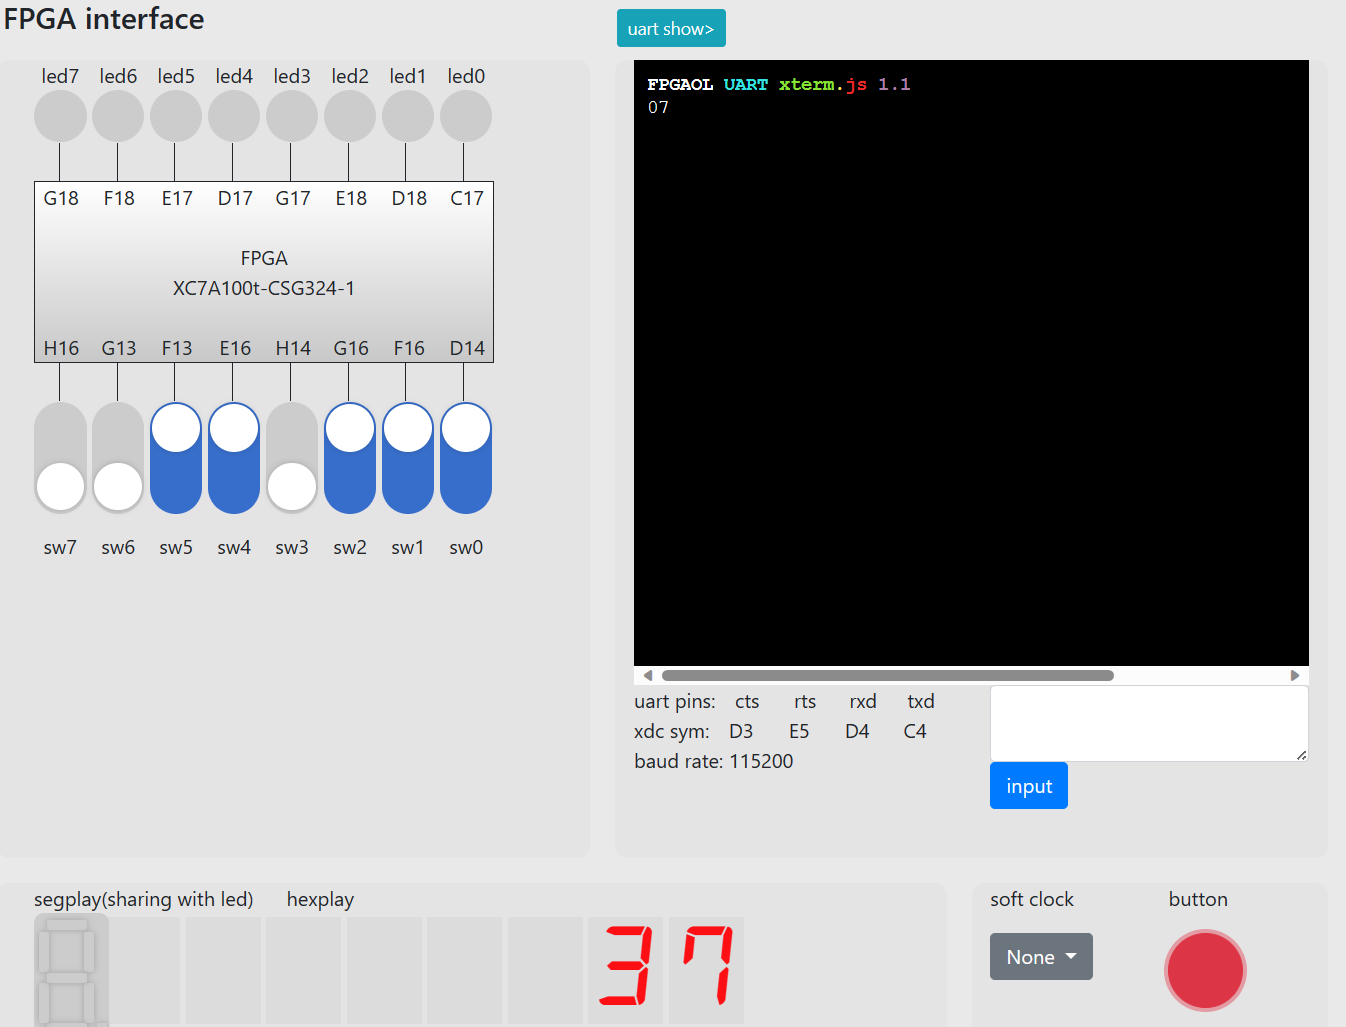 FPGA interface
uart show>
led7 led6 led5 led4 led3 led2 led1 led0
G18 F18 E17 D17 G17 E18 D18 C17
FPGA
XC7A100t-CSG324-1
H16 G13 F13 E16 H14 G16 F16 D14
sw7 sw6 sw5 sw4 sw3 sw2 sw1 sw0
FPGAOL UART xterm.js 1.1
07
uart pins: cts rts rxd txd
xdc sym: D3 E5 D4 C4
baud rate: 115200
input
segplay(sharing with led) hexplay
37
soft clock button
None